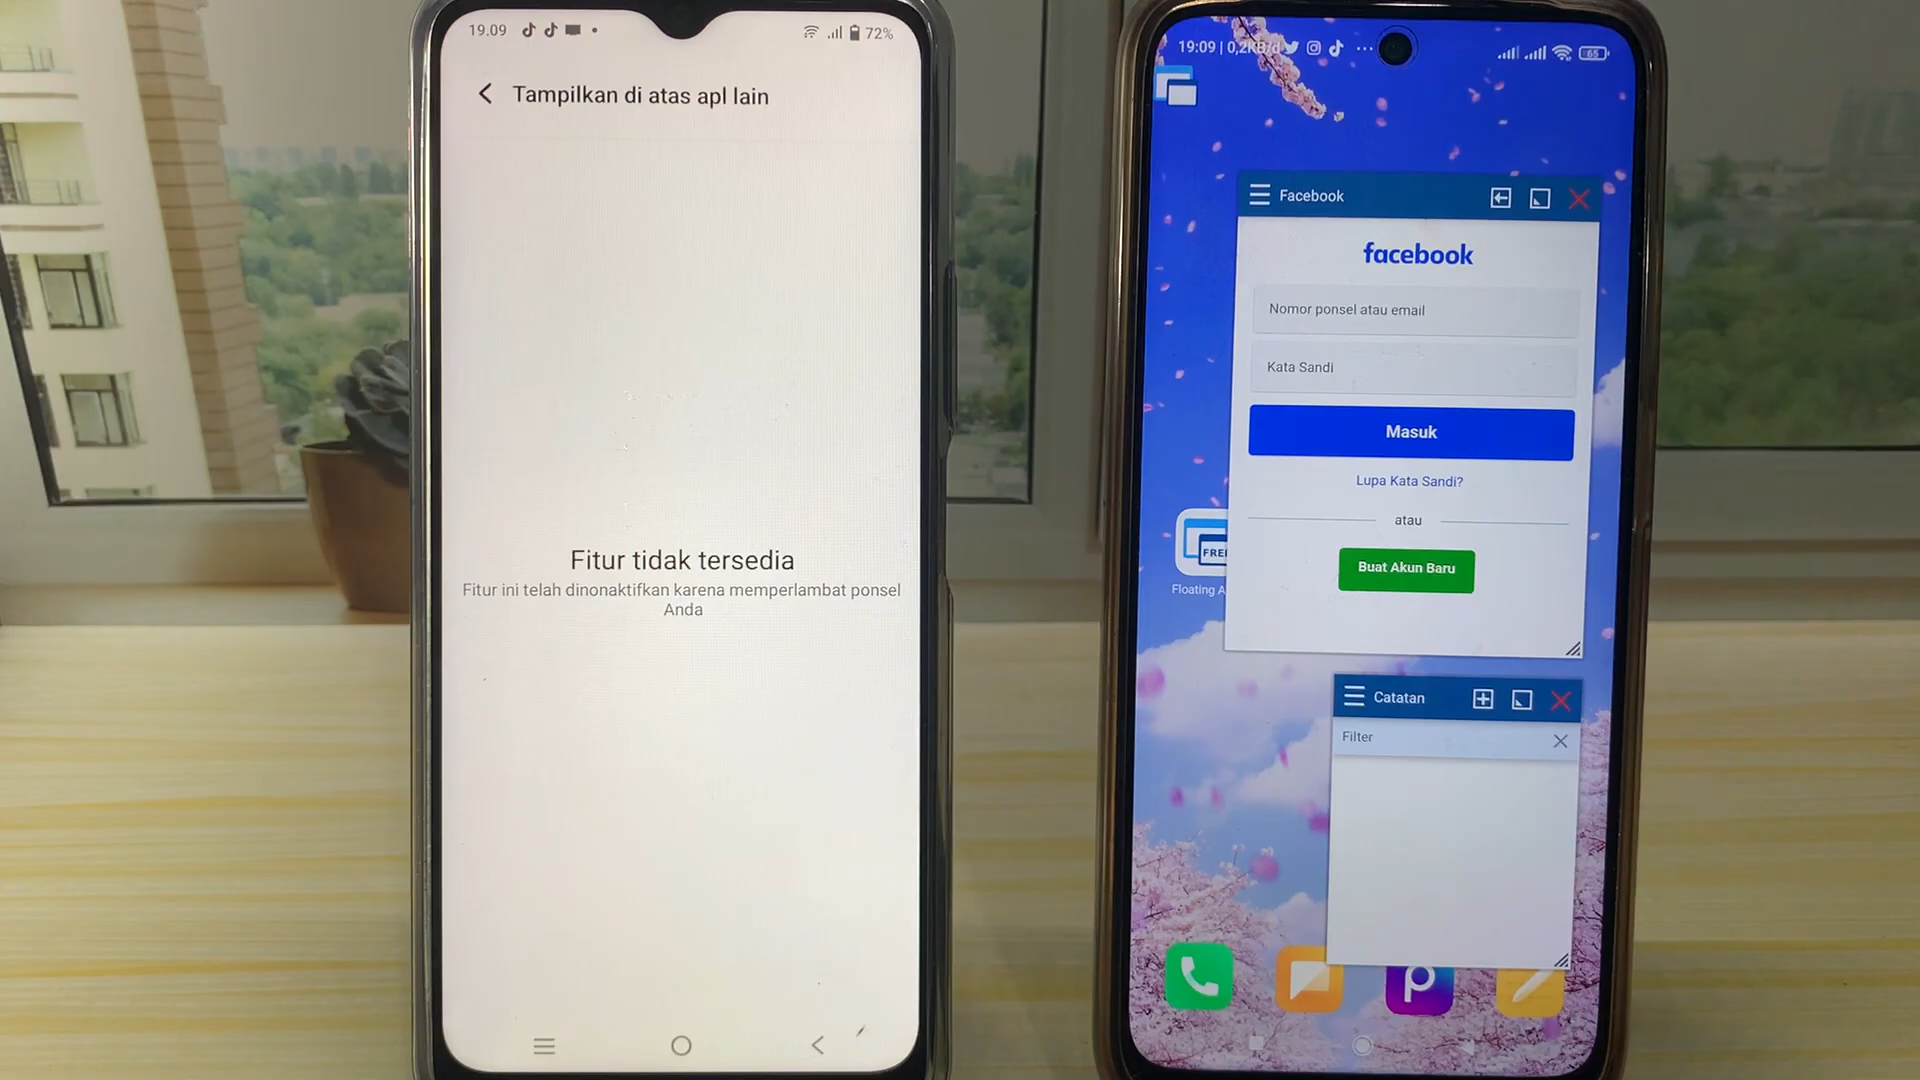 19.09
72%
Tampilkan di atas apl lain
Fitur tidak tersedia
Fitur ini telah dinonaktifkan karena memperlambat ponsel
Anda
19:09 | 0,2KB/d
65
Facebook
facebook
Nomor ponsel atau email
Kata Sandi
Masuk
Lupa Kata Sandi?
atau
Buat Akun Baru
FREE
Floating A
Catatan
Filter